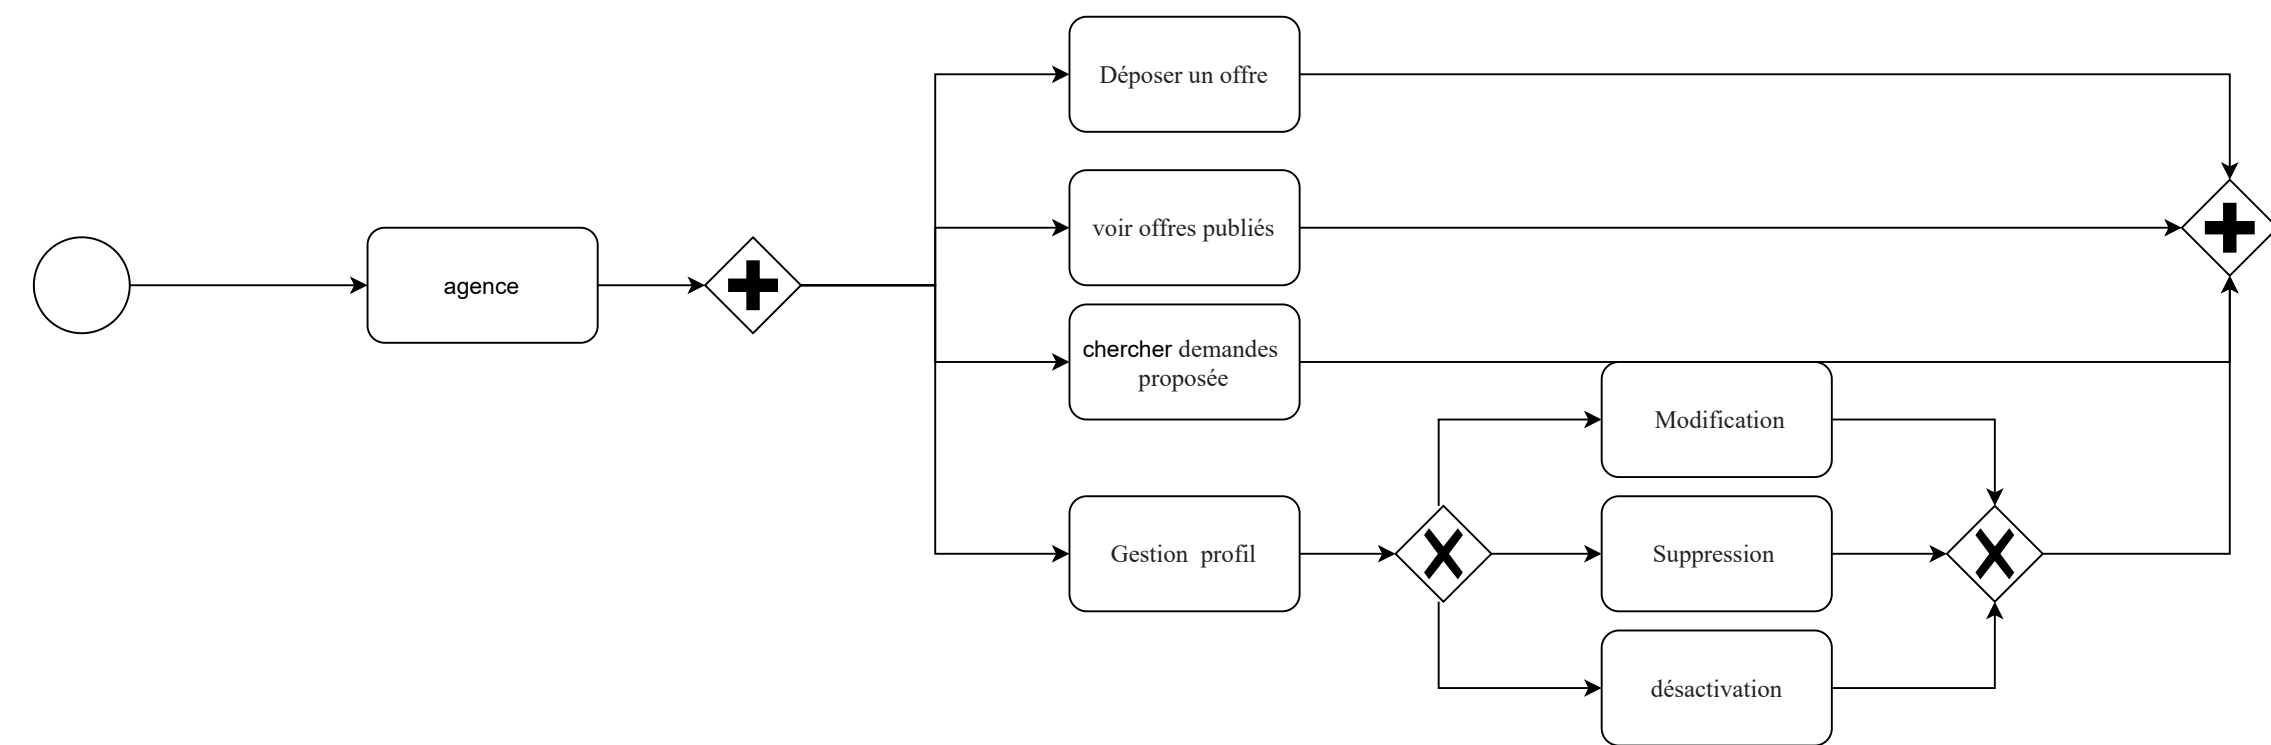 Déposer un offre
voir offres publiés
agence
chercher demandes
proposée
Modification
Gestion  profil
Suppression
désactivation